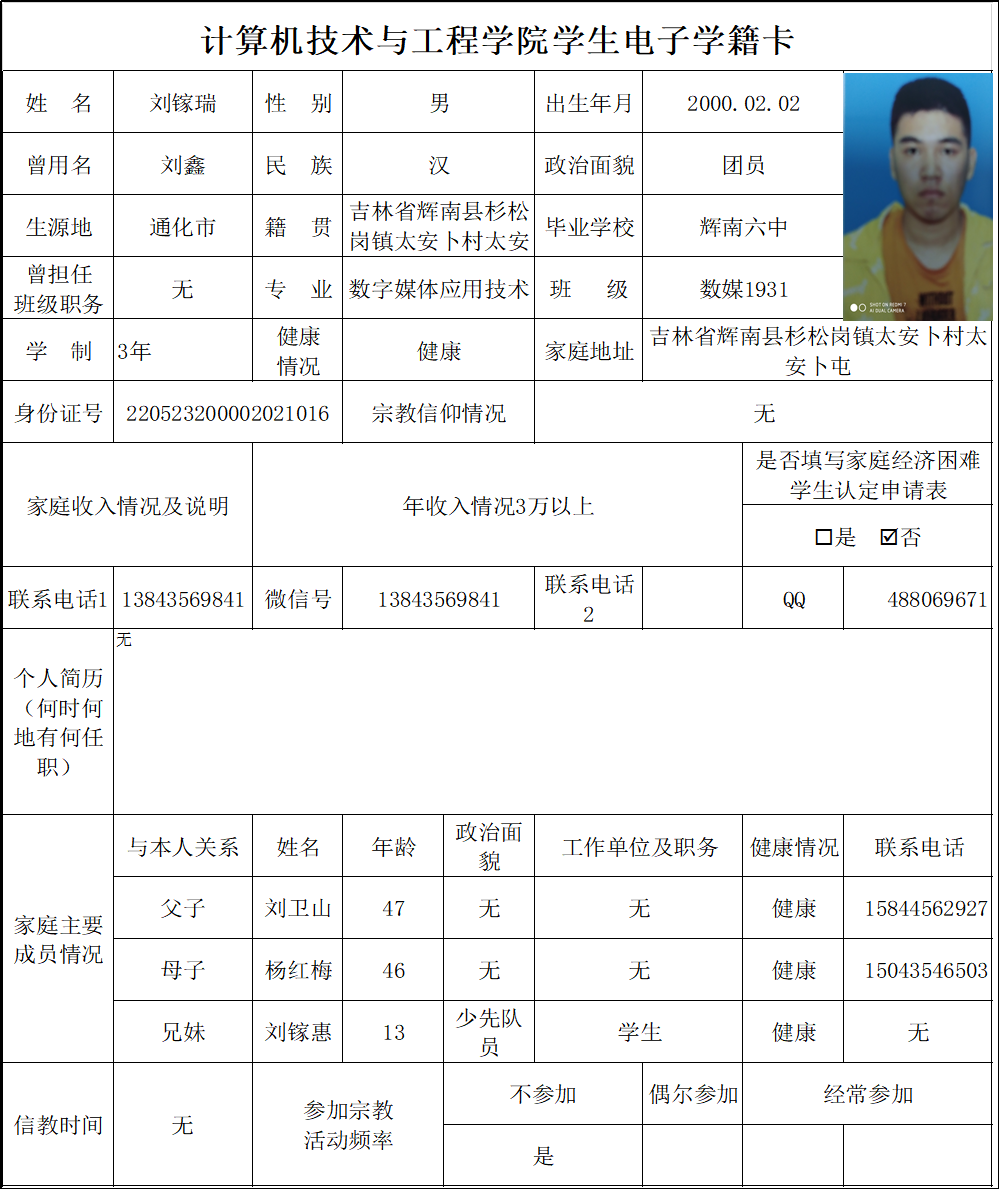 计算机技术与工程学院学生电子学籍卡
姓 名 刘镓瑞 性 别 男 出生年月 2000.02.02
曾用名 刘鑫 民 族 汉 政治面貌 团员
生源地 通化市 籍 贯 吉林省辉南县杉松
岗镇太安卜村太安 毕业学校 辉南六中
曾担任
班级职务 无 专 业 数字媒体应用技术 班 级 数媒1931
SHOT ON REDMI 7
AI DUAL CAMERA
学 制 3年 健康
情况 健康 家庭地址 吉林省辉南县杉松岗镇太安卜村太
安卜屯
身份证号 220523200002021016 宗教信仰情况 无
家庭收入情况及说明 年收入情况3万以上 是否填写家庭经济困难
学生认定申请表
☐是 ☑否
联系电话1 13843569841 微信号 13843569841 联系电话
2 QQ 488069671
个人简历
（何时何
地有何任
职） 无
家庭主要
成员情况
与本人关系 姓名 年龄 政治面
貌 工作单位及职务 健康情况 联系电话
父子 刘卫山 47 无 无 健康 15844562927
母子 杨红梅 46 无 无 健康 15043546503
兄妹 刘镓惠 13 少先队
员 学生 健康 无
信教时间 无 参加宗教
活动频率 不参加 偶尔参加 经常参加
是